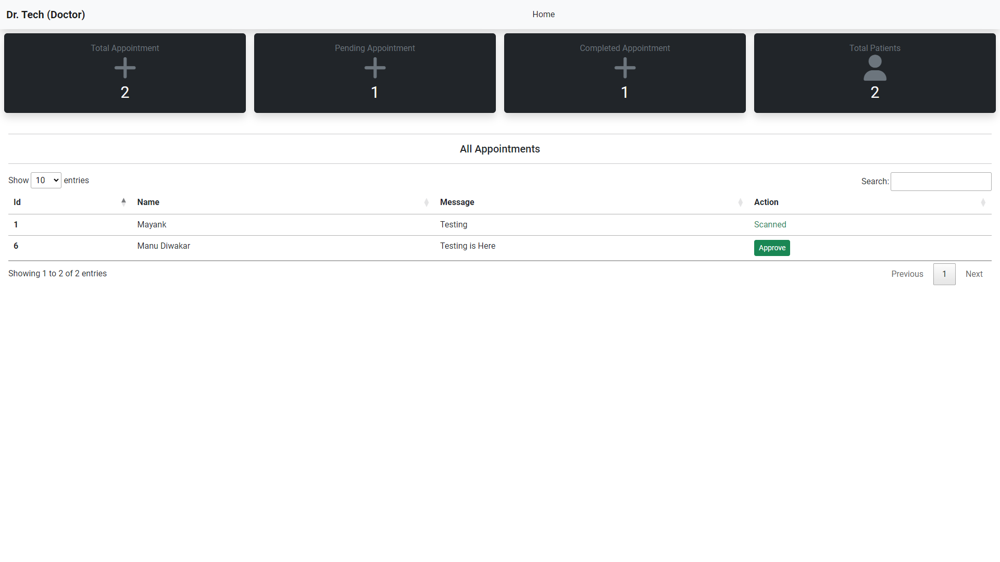 Dr. Tech (Doctor)
Home
Total Appointment
2
Pending Appointment
1
Completed Appointment
1
Total Patients
2
All Appointments
Show 10 entries
Search:
Id Name Message Action
1 Mayank Testing Scanned
6 Manu Diwakar Testing is Here Approve
Showing 1 to 2 of 2 entries
Previous 1 Next